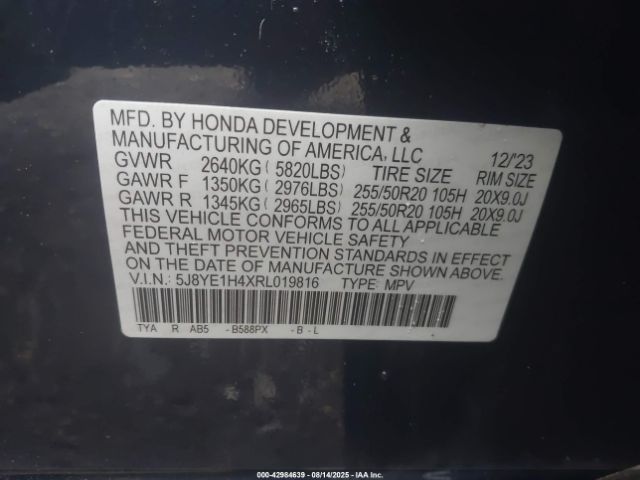 MFD. BY HONDA DEVELOPMENT &
MANUFACTURING OF AMERICA, LLC 12/'23
GVWR 2640KG ( 5820LBS) TIRE SIZE RIM SIZE
GAWR F 1350KG ( 2976LBS) 255/50R20 105H 20X9.0J
GAWR R 1345KG ( 2965LBS) 255/50R20 105H 20X9.0J
THIS VEHICLE CONFORMS TO ALL APPLICABLE
FEDERAL MOTOR VEHICLE SAFETY
AND THEFT PREVENTION STANDARDS IN EFFECT
ON THE DATE OF MANUFACTURE SHOWN ABOVE.
V.I.N.: 5J8YE1H4XRL019816 TYPE: MPV
TYA R AB5 -B588PX -B-L
000-42984639 - 08/14/2025 - IAA Inc.